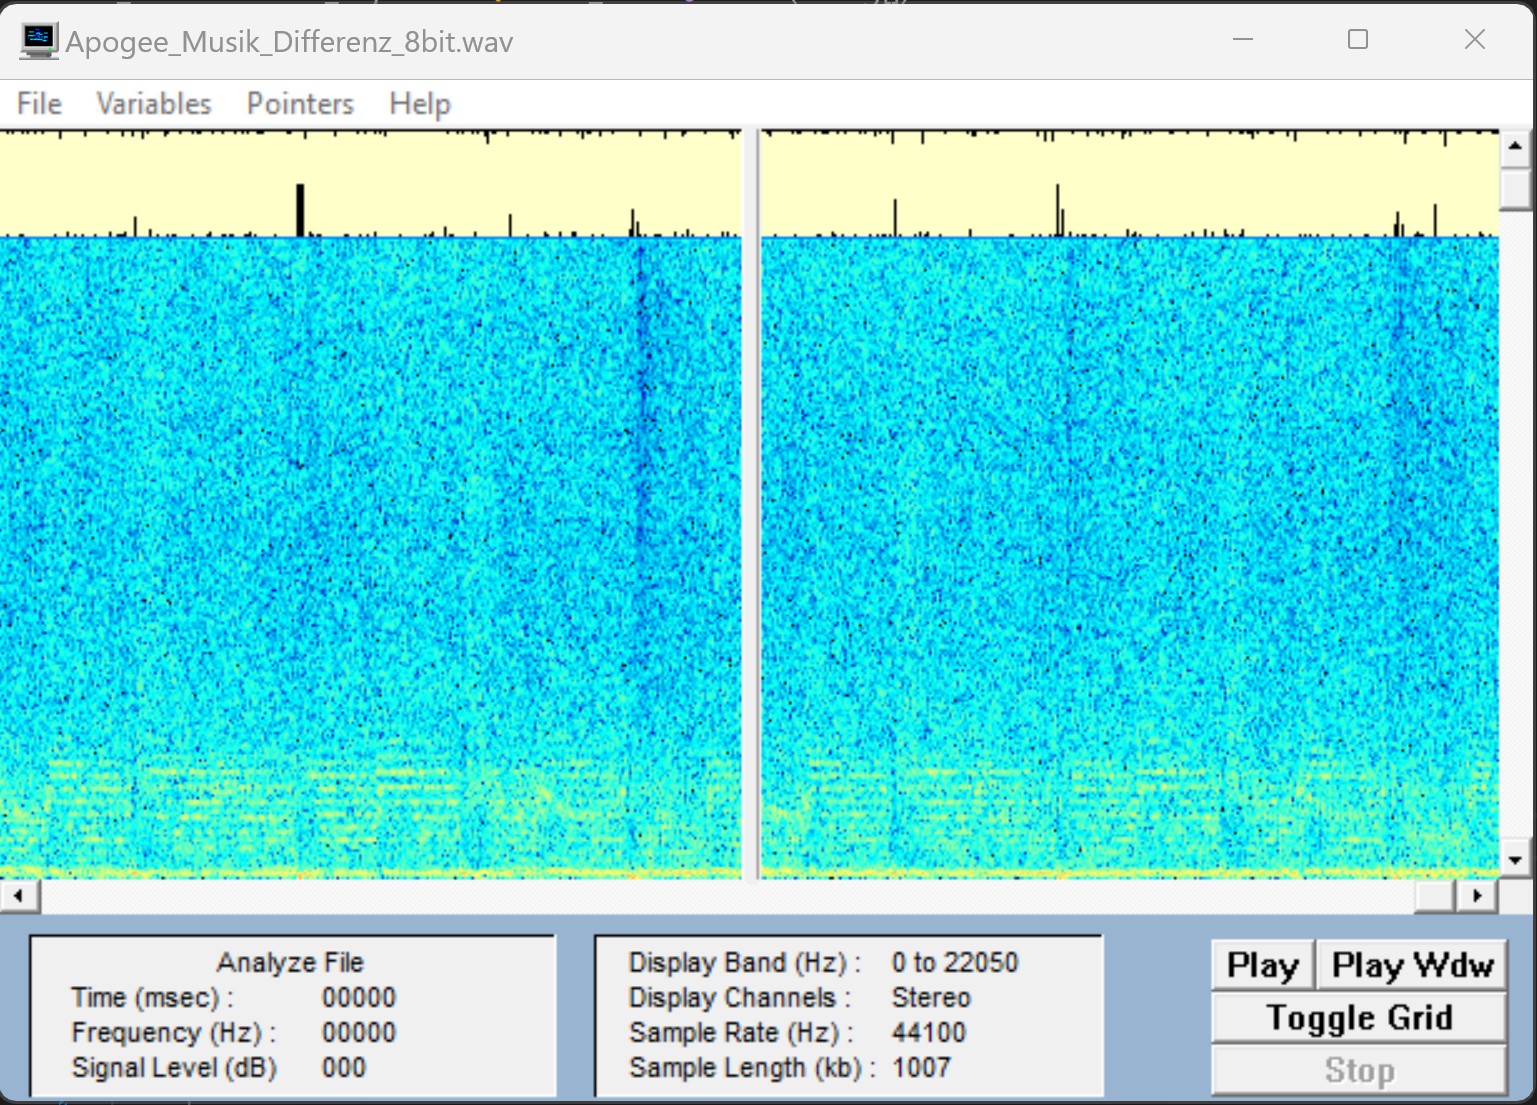 Apogee_Musik_Differenz_8bit.wav
File Variables Pointers Help
Analyze File
Time (msec) : 00000
Frequency (Hz) : 00000
Signal Level (dB) 000
Display Band (Hz) : 0 to 22050
Display Channels : Stereo
Sample Rate (Hz) : 44100
Sample Length (kb) : 1007
Play Play Wdw
Toggle Grid
Stop